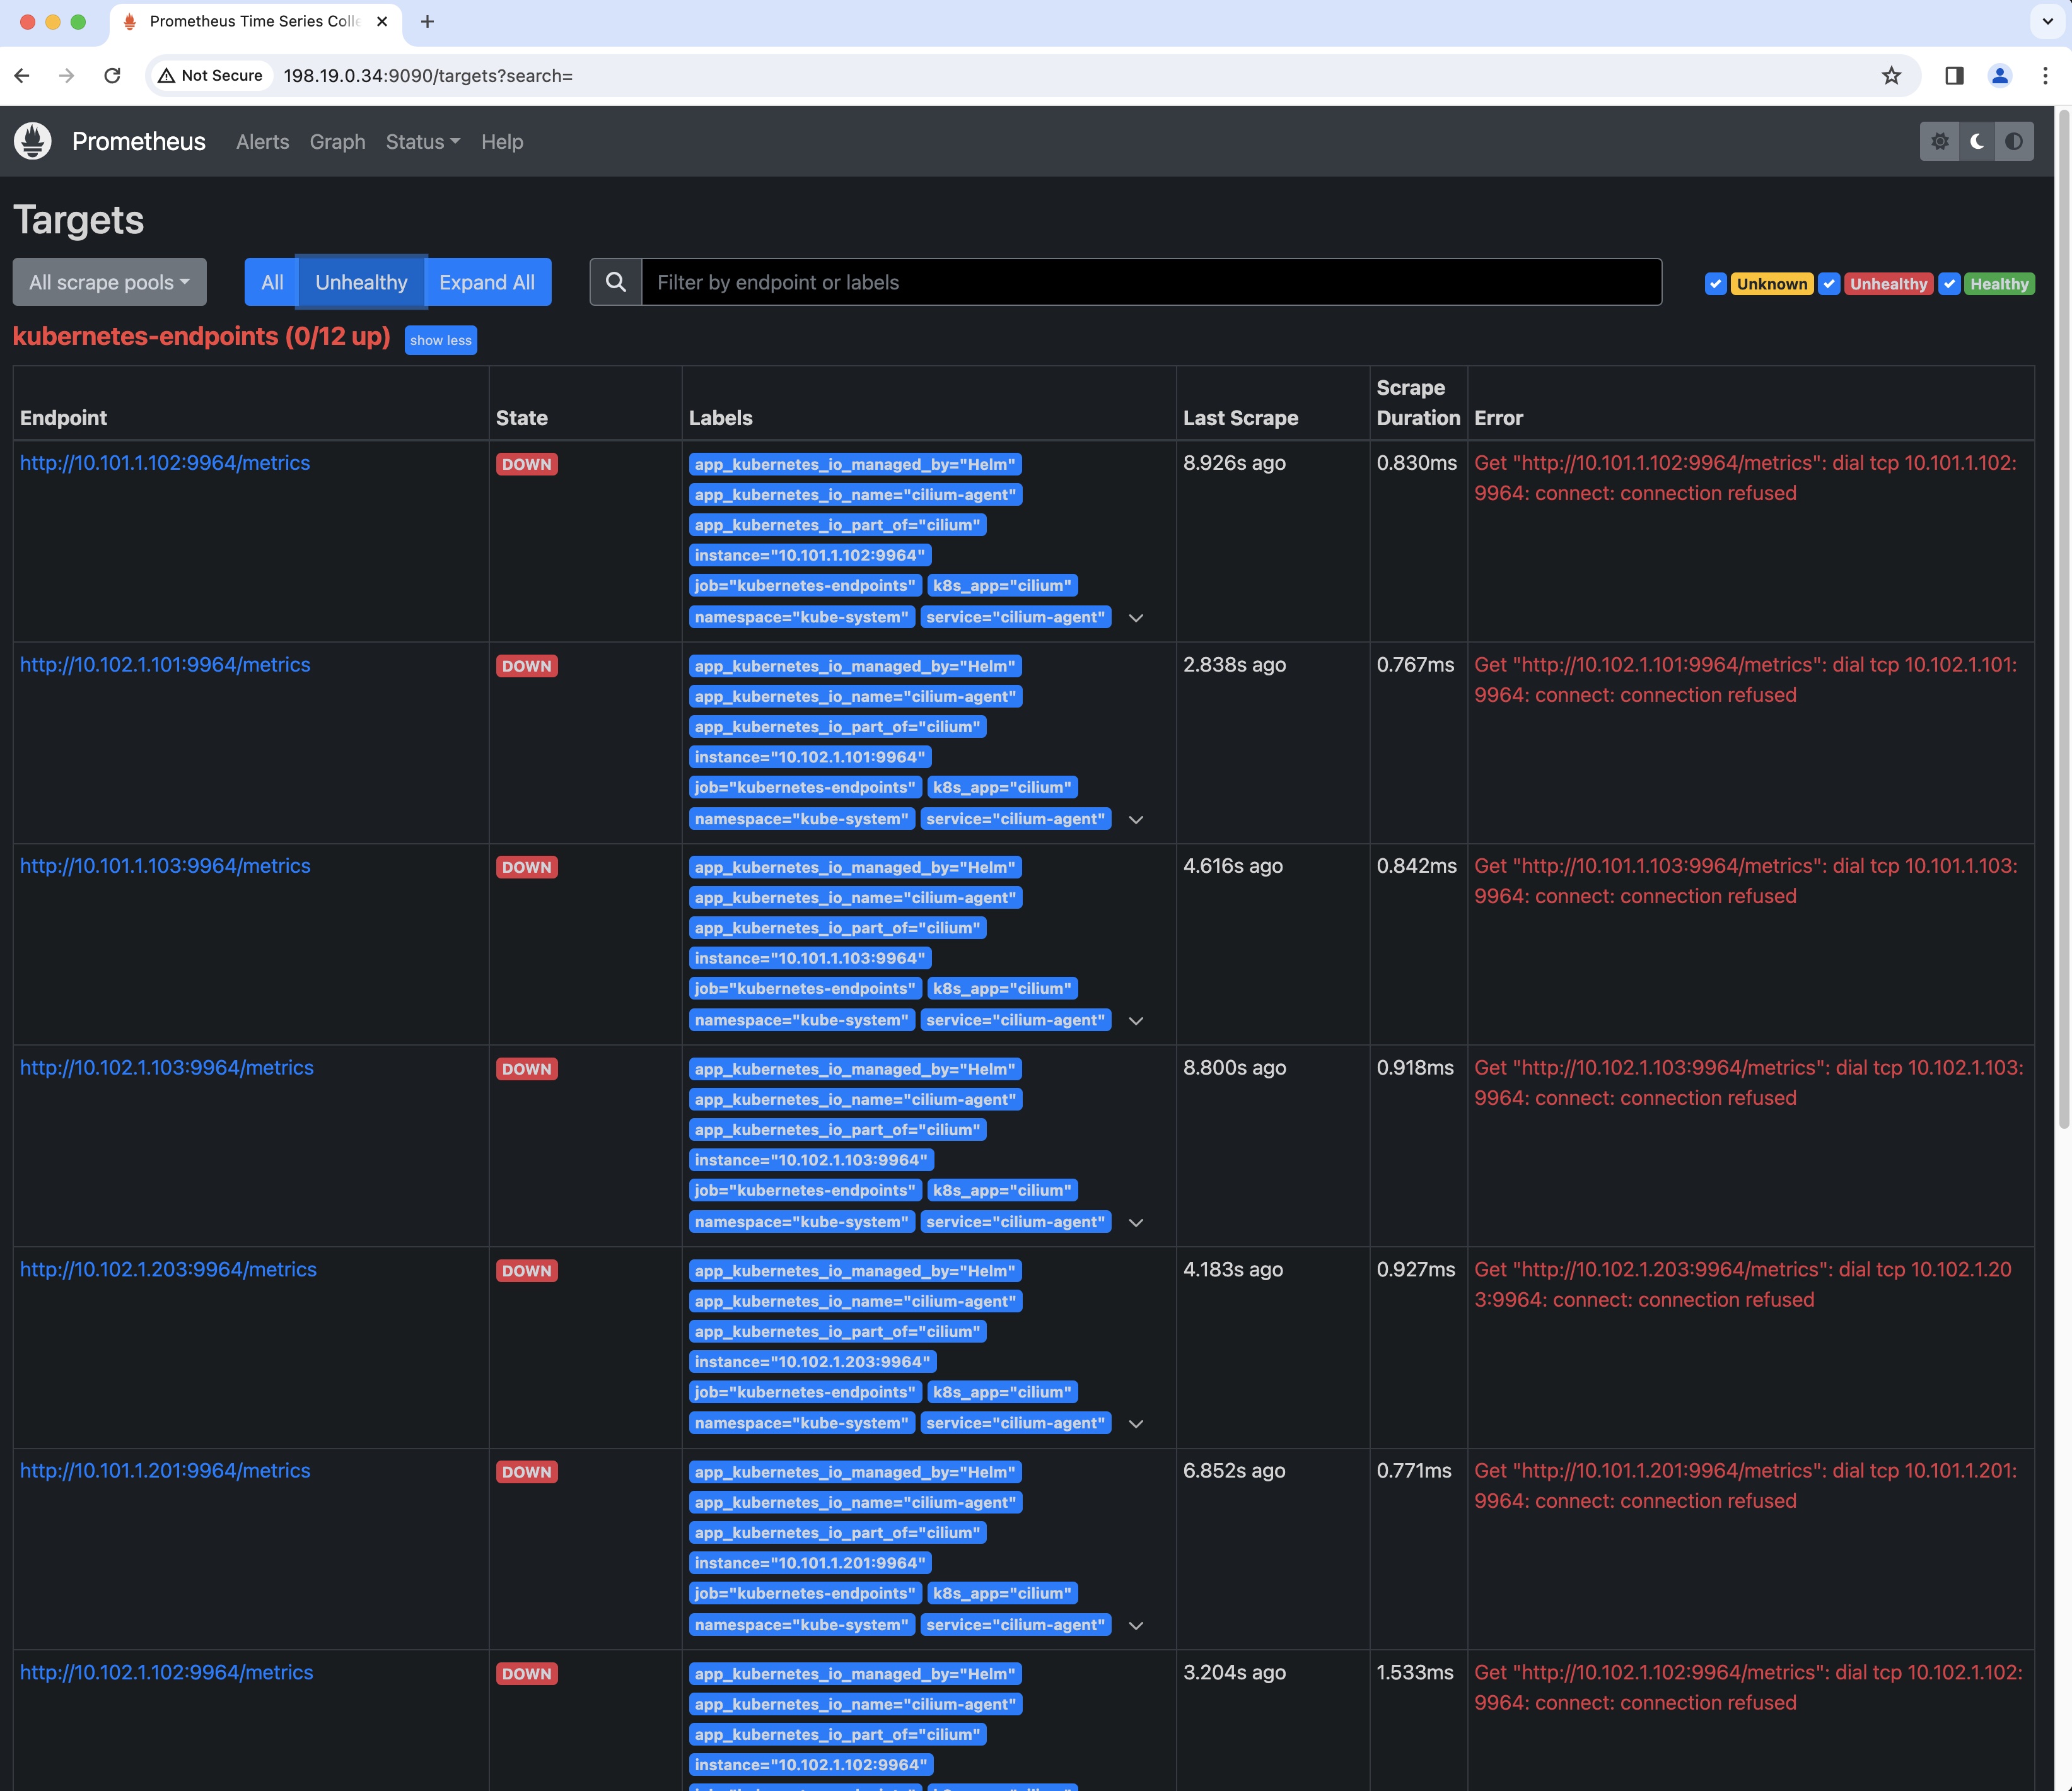 Prometheus Time Series Colle
Not Secure 198.19.0.34:9090/targets?search=
Prometheus Alerts Graph Status Help
Targets
All scrape pools All Unhealthy Expand All Filter by endpoint or labels Unknown Unhealthy Healthy
kubernetes-endpoints (0/12 up) show less
Endpoint State Labels Last Scrape Scrape Duration Error
http://10.101.1.102:9964/metrics DOWN app_kubernetes_io_managed_by="Helm" 8.926s ago 0.830ms Get "http://10.101.1.102:9964/metrics": dial tcp 10.101.1.102:
app_kubernetes_io_name="cilium-agent" 9964: connect: connection refused
app_kubernetes_io_part_of="cilium"
instance="10.101.1.102:9964"
job="kubernetes-endpoints" k8s_app="cilium"
namespace="kube-system" service="cilium-agent"
http://10.102.1.101:9964/metrics DOWN app_kubernetes_io_managed_by="Helm" 2.838s ago 0.767ms Get "http://10.102.1.101:9964/metrics": dial tcp 10.102.1.101:
app_kubernetes_io_name="cilium-agent" 9964: connect: connection refused
app_kubernetes_io_part_of="cilium"
instance="10.102.1.101:9964"
job="kubernetes-endpoints" k8s_app="cilium"
namespace="kube-system" service="cilium-agent"
http://10.101.1.103:9964/metrics DOWN app_kubernetes_io_managed_by="Helm" 4.616s ago 0.842ms Get "http://10.101.1.103:9964/metrics": dial tcp 10.101.1.103:
app_kubernetes_io_name="cilium-agent" 9964: connect: connection refused
app_kubernetes_io_part_of="cilium"
instance="10.101.1.103:9964"
job="kubernetes-endpoints" k8s_app="cilium"
namespace="kube-system" service="cilium-agent"
http://10.102.1.103:9964/metrics DOWN app_kubernetes_io_managed_by="Helm" 8.800s ago 0.918ms Get "http://10.102.1.103:9964/metrics": dial tcp 10.102.1.103:
app_kubernetes_io_name="cilium-agent" 9964: connect: connection refused
app_kubernetes_io_part_of="cilium"
instance="10.102.1.103:9964"
job="kubernetes-endpoints" k8s_app="cilium"
namespace="kube-system" service="cilium-agent"
http://10.102.1.203:9964/metrics DOWN app_kubernetes_io_managed_by="Helm" 4.183s ago 0.927ms Get "http://10.102.1.203:9964/metrics": dial tcp 10.102.1.20
app_kubernetes_io_name="cilium-agent" 3:9964: connect: connection refused
app_kubernetes_io_part_of="cilium"
instance="10.102.1.203:9964"
job="kubernetes-endpoints" k8s_app="cilium"
namespace="kube-system" service="cilium-agent"
http://10.101.1.201:9964/metrics DOWN app_kubernetes_io_managed_by="Helm" 6.852s ago 0.771ms Get "http://10.101.1.201:9964/metrics": dial tcp 10.101.1.201:
app_kubernetes_io_name="cilium-agent" 9964: connect: connection refused
app_kubernetes_io_part_of="cilium"
instance="10.101.1.201:9964"
job="kubernetes-endpoints" k8s_app="cilium"
namespace="kube-system" service="cilium-agent"
http://10.102.1.102:9964/metrics DOWN app_kubernetes_io_managed_by="Helm" 3.204s ago 1.533ms Get "http://10.102.1.102:9964/metrics": dial tcp 10.102.1.102:
app_kubernetes_io_name="cilium-agent" 9964: connect: connection refused
app_kubernetes_io_part_of="cilium"
instance="10.102.1.102:9964"